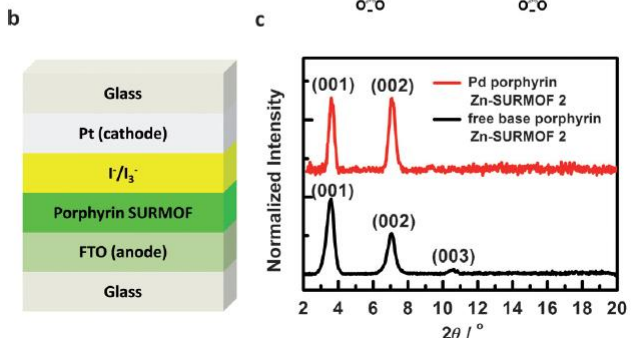 O_O O_O
b
Glass
Pt (cathode)
I⁻/I₃⁻
Porphyrin SURMOF
FTO (anode)
Glass
c
Normalized Intensity
(001)
(002)
Pd porphyrin
Zn-SURMOF 2
free base porphyrin
Zn-SURMOF 2
(001)
(002)
(003)
2 4 6 8 10 12 14 16 18 20
2θ / °